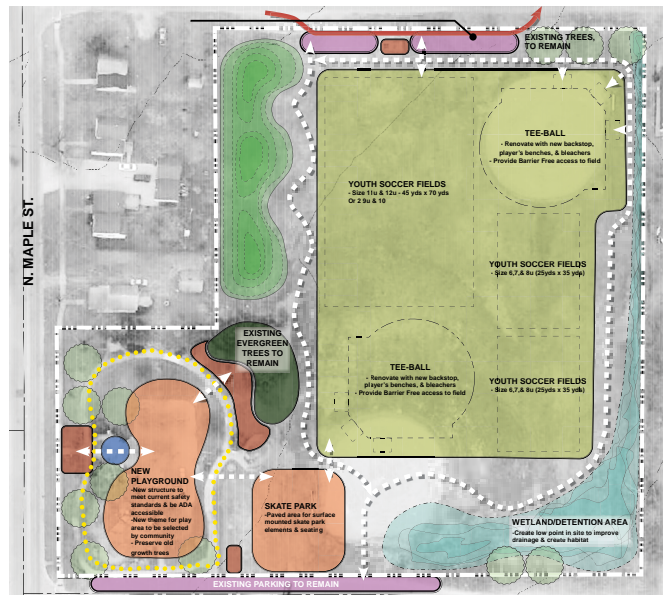 EXISTING TREES,
TO REMAIN
TEE-BALL
- Renovate with new backstop,
player's benches, & bleachers
- Provide Barrier Free access to field
YOUTH SOCCER FIELDS
- Size 11u & 12u - 45 yds x 70 yds
Or 2 9u & 10
N. MAPLE ST.
YOUTH SOCCER FIELDS
- Size 6,7,& 8u (25yds x 35 yds)
EXISTING
EVERGREEN
TREES TO
REMAIN
TEE-BALL
- Renovate with new backstop,
player's benches, & bleachers
- Provide Barrier Free access to field
YOUTH SOCCER FIELDS
- Size 6,7,& 8u (25yds x 35 yds)
NEW
PLAYGROUND
-New structure to
meet current safety
standards & be ADA
accessible
-New theme for play
area to be selected
by community
- Preserve old
growth trees
SKATE PARK
-Paved area for surface
mounted skate park
elements & seating
WETLAND/DETENTION AREA
-Create low point in site to improve
drainage & create habitat
EXISTING PARKING TO REMAIN